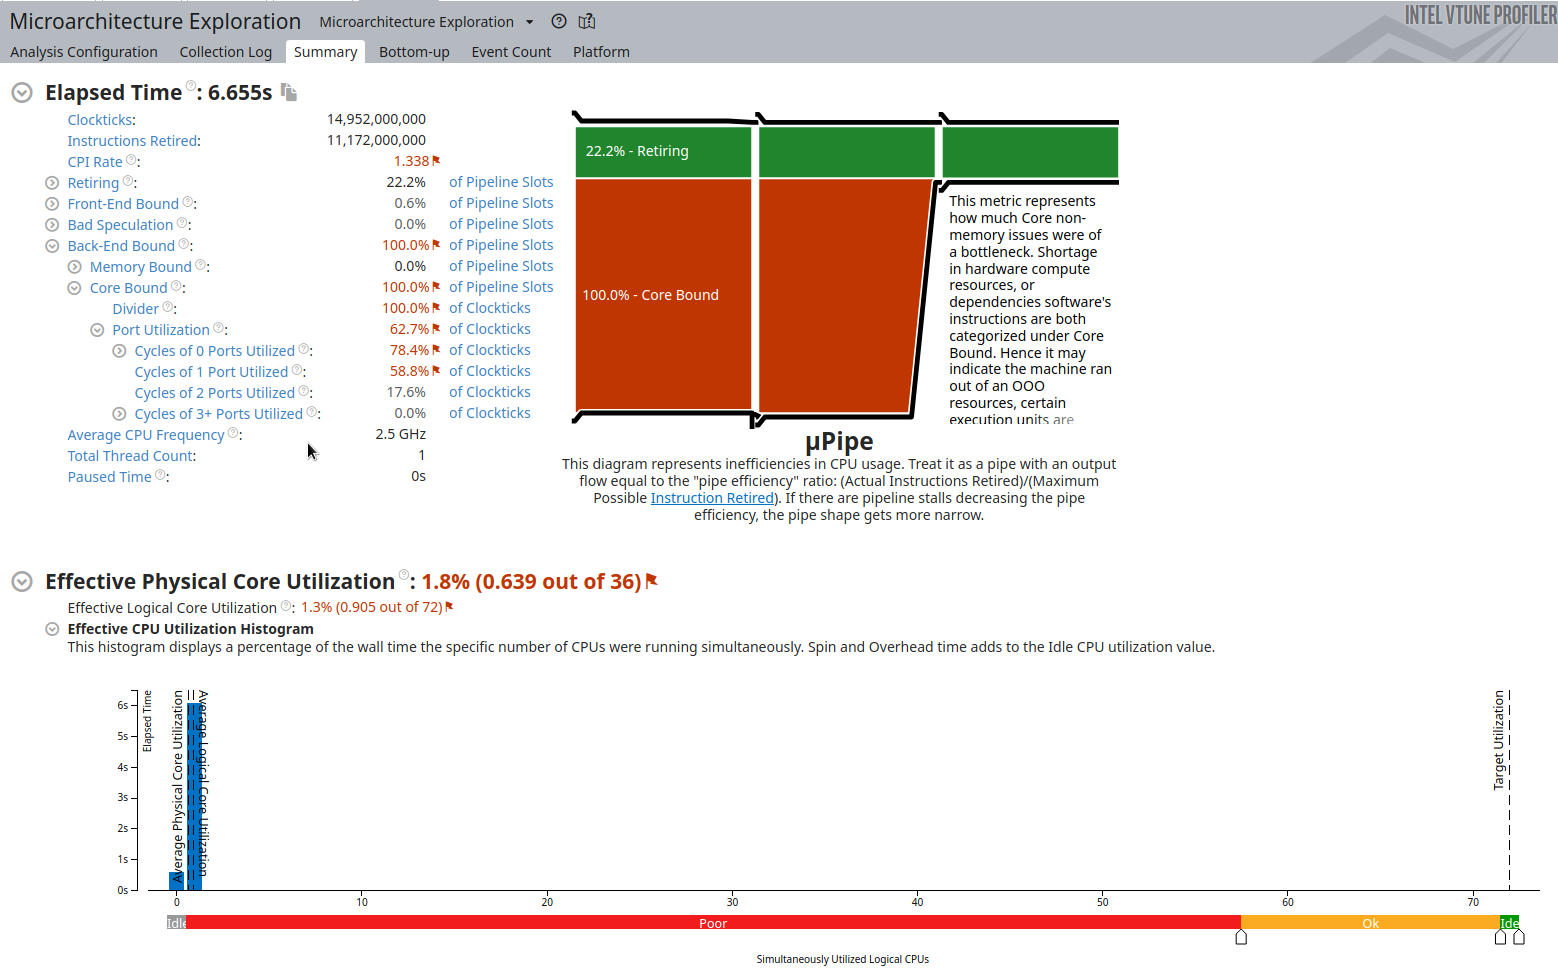 Microarchitecture Exploration Microarchitecture Exploration
INTEL VTUNE PROFILER
Analysis Configuration Collection Log Summary Bottom-up Event Count Platform
Elapsed Time ?: 6.655s
Clockticks: 14,952,000,000
Instructions Retired: 11,172,000,000
CPI Rate ?: 1.338
Retiring ?: 22.2% of Pipeline Slots
Front-End Bound ?: 0.6% of Pipeline Slots
Bad Speculation ?: 0.0% of Pipeline Slots
Back-End Bound ?: 100.0% of Pipeline Slots
Memory Bound ?: 0.0% of Pipeline Slots
Core Bound ?: 100.0% of Pipeline Slots
Divider ?: 100.0% of Clockticks
Port Utilization ?: 62.7% of Clockticks
Cycles of 0 Ports Utilized ?: 78.4% of Clockticks
Cycles of 1 Port Utilized ?: 58.8% of Clockticks
Cycles of 2 Ports Utilized ?: 17.6% of Clockticks
Cycles of 3+ Ports Utilized ?: 0.0% of Clockticks
Average CPU Frequency ?: 2.5 GHz
Total Thread Count: 1
Paused Time ?: 0s
22.2% - Retiring
100.0% - Core Bound
This metric represents
how much Core non-
memory issues were of
a bottleneck. Shortage
in hardware compute
resources, or
dependencies software's
instructions are both
categorized under Core
Bound. Hence it may
indicate the machine ran
out of an OOO
resources, certain
execution units are
µPipe
This diagram represents inefficiencies in CPU usage. Treat it as a pipe with an output
flow equal to the "pipe efficiency" ratio: (Actual Instructions Retired)/(Maximum
Possible Instruction Retired). If there are pipeline stalls decreasing the pipe
efficiency, the pipe shape gets more narrow.
Effective Physical Core Utilization ?: 1.8% (0.639 out of 36)
Effective Logical Core Utilization ?: 1.3% (0.905 out of 72)
Effective CPU Utilization Histogram
This histogram displays a percentage of the wall time the specific number of CPUs were running simultaneously. Spin and Overhead time adds to the Idle CPU utilization value.
Elapsed Time
6s
5s
4s
3s
2s
1s
0s
Average Physical Core Utilization
Average Logical Core Utilization
Target Utilization
0 10 20 30 40 50 60 70
Idle Poor Ok Ide
Simultaneously Utilized Logical CPUs